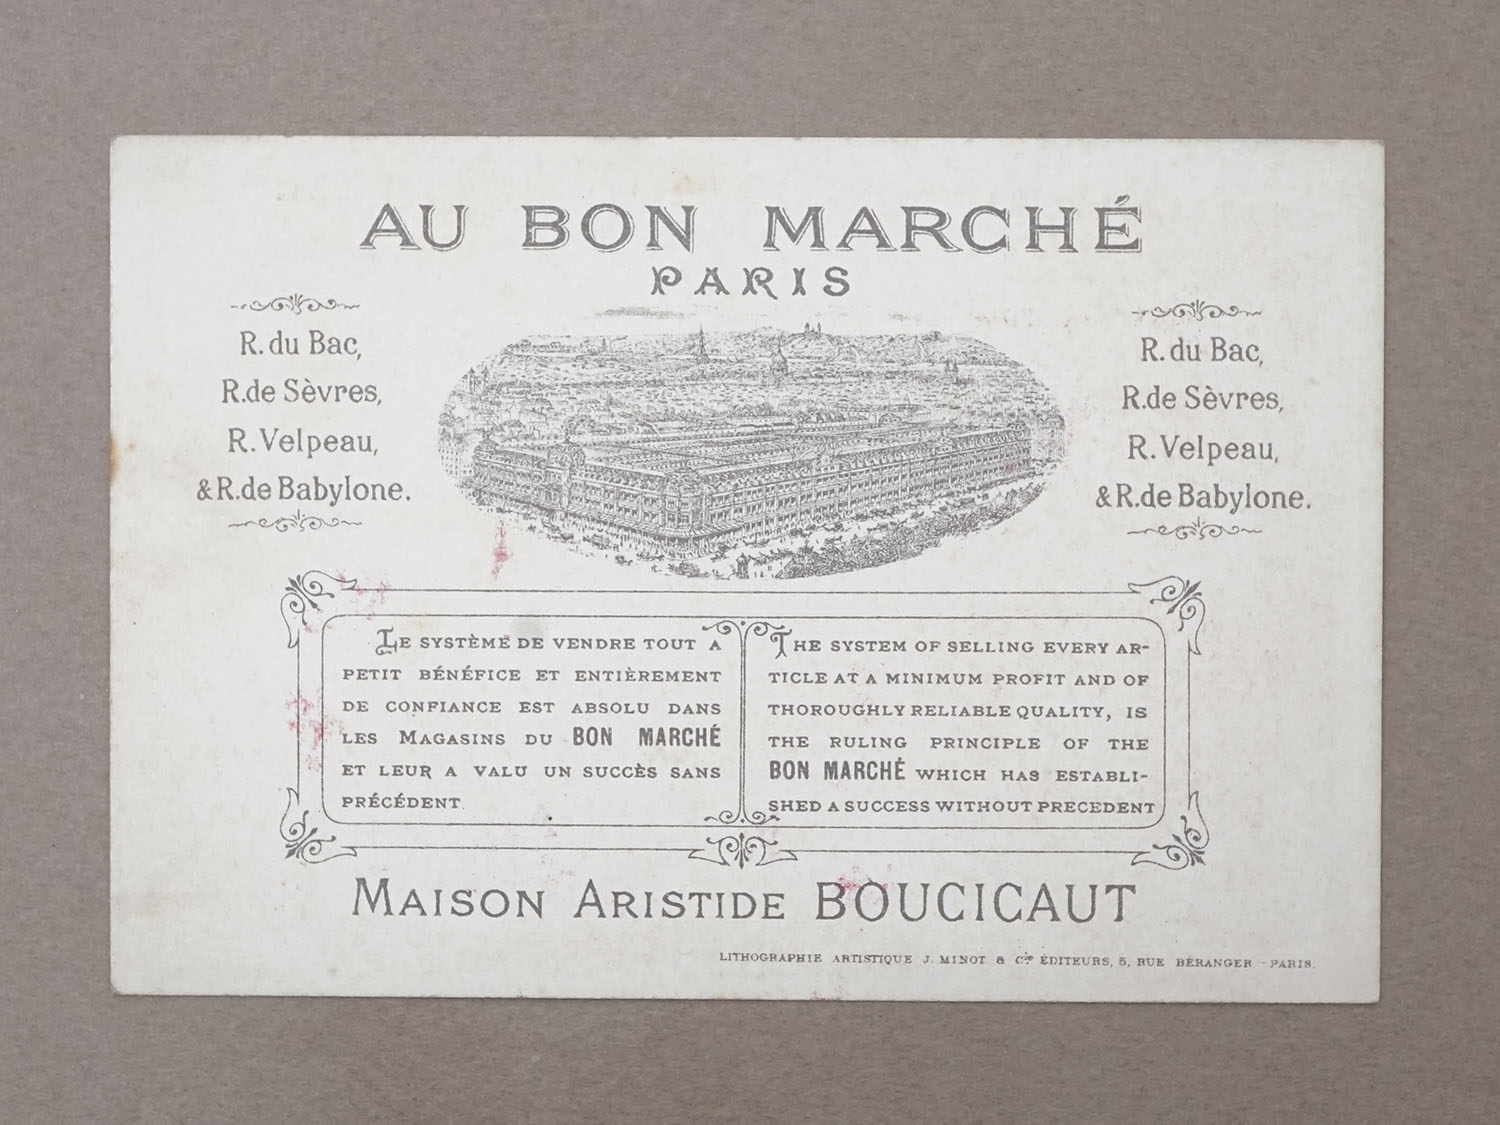 AU BON MARCHÉ
PARIS
R. du Bac,
R. de Sèvres,
R. Velpeau,
& R. de Babylone.
R. du Bac,
R. de Sèvres,
R. Velpeau,
& R. de Babylone.
LE SYSTÈME DE VENDRE TOUT A
PETIT BÉNÉFICE ET ENTIÈREMENT
DE CONFIANCE EST ABSOLU DANS
LES MAGASINS DU BON MARCHÉ
ET LEUR A VALU UN SUCCÈS SANS
PRÉCÉDENT.
THE SYSTEM OF SELLING EVERY AR-
TICLE AT A MINIMUM PROFIT AND OF
THOROUGHLY RELIABLE QUALITY, IS
THE RULING PRINCIPLE OF THE
BON MARCHÉ WHICH HAS ESTABLI-
SHED A SUCCESS WITHOUT PRECEDENT
MAISON ARISTIDE BOUCICAUT
LITHOGRAPHIE ARTISTIQUE J. MINOT & Cie ÉDITEURS, 5, RUE BÉRANGER - PARIS.